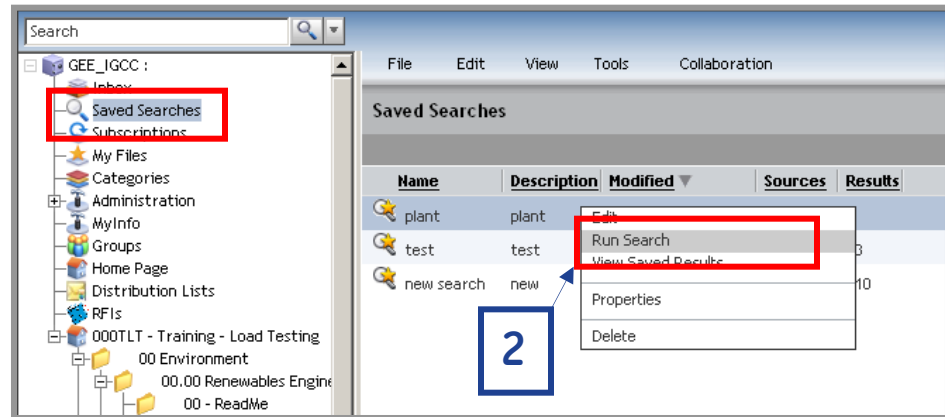 Search
GEE_IGCC :
Inbox
Saved Searches
Subscriptions
My Files
Categories
Administration
MyInfo
Groups
Home Page
Distribution Lists
RFIs
000TLT - Training - Load Testing
00 Environment
00.00 Renewables Engine
00 - ReadMe
File Edit View Tools Collaboration
Saved Searches
Name Description Modified Sources Results
plant plant
test test 3
new search new 10
Edit
Run Search
View Saved Results
Properties
Delete
2